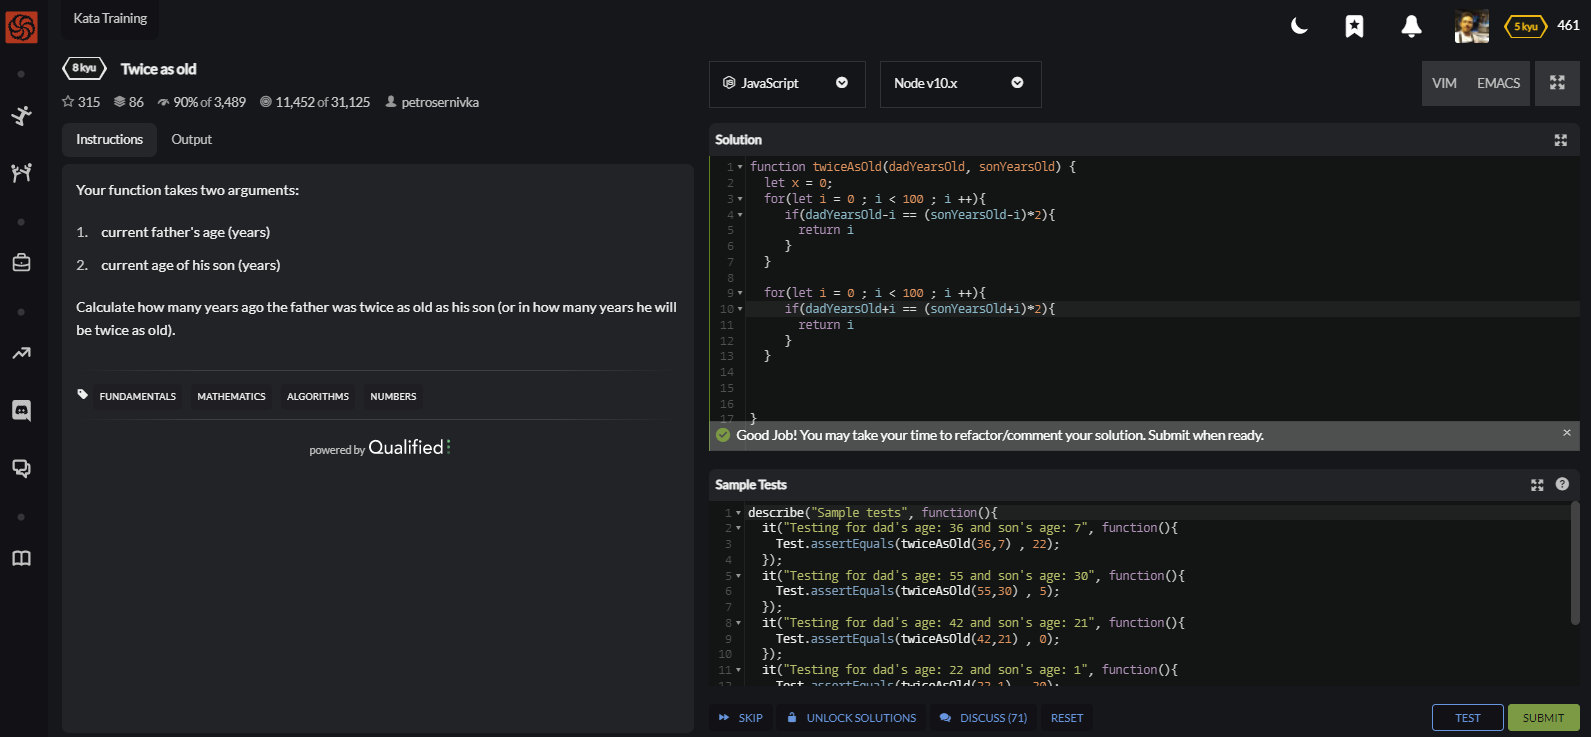 Kata Training
5 kyu 461
8 kyu Twice as old
315 86 90% of 3,489 11,452 of 31,125 petrosernivka
Instructions Output
Your function takes two arguments:
1. current father's age (years)
2. current age of his son (years)
Calculate how many years ago the father was twice as old as his son (or in how many years he will
be twice as old).
FUNDAMENTALS MATHEMATICS ALGORITHMS NUMBERS
powered by Qualified
JavaScript Node v10.x VIM EMACS
Solution
1 function twiceAsOld(dadYearsOld, sonYearsOld) {
2 let x = 0;
3 for(let i = 0 ; i < 100 ; i ++){
4 if(dadYearsOld-i == (sonYearsOld-i)*2){
5 return i
6 }
7 }
8
9 for(let i = 0 ; i < 100 ; i ++){
10 if(dadYearsOld+i == (sonYearsOld+i)*2){
11 return i
12 }
13 }
14
15
16
17 }
Good Job! You may take your time to refactor/comment your solution. Submit when ready.
Sample Tests
1 describe("Sample tests", function(){
2 it("Testing for dad's age: 36 and son's age: 7", function(){
3 Test.assertEquals(twiceAsOld(36,7) , 22);
4 });
5 it("Testing for dad's age: 55 and son's age: 30", function(){
6 Test.assertEquals(twiceAsOld(55,30) , 5);
7 });
8 it("Testing for dad's age: 42 and son's age: 21", function(){
9 Test.assertEquals(twiceAsOld(42,21) , 0);
10 });
11 it("Testing for dad's age: 22 and son's age: 1", function(){
12 Test.assertEquals(twiceAsOld(22,1) , 20);
SKIP UNLOCK SOLUTIONS DISCUSS (71) RESET TEST SUBMIT